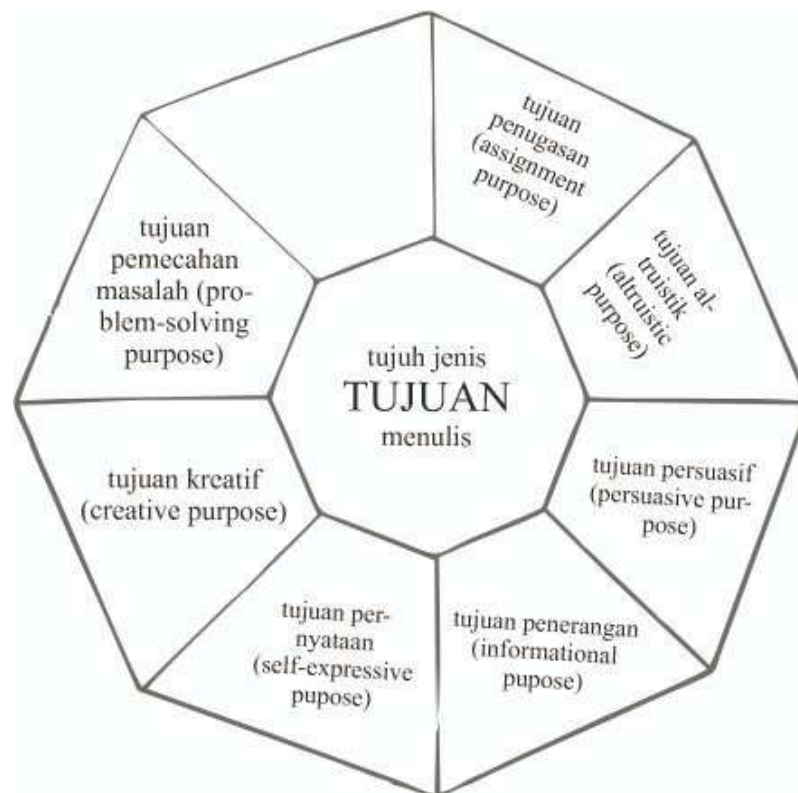 tujuh jenis
TUJUAN
menulis
tujuan
penugasan
(assignment
purpose)
tujuan al-
truistik
(altruistic
purpose)
tujuan persuasif
(persuasive pur-
pose)
tujuan penerangan
(informational
pupose)
tujuan per-
nyataan
(self-expressive
pupose)
tujuan kreatif
(creative purpose)
tujuan
pemecahan
masalah (pro-
blem-solving
purpose)